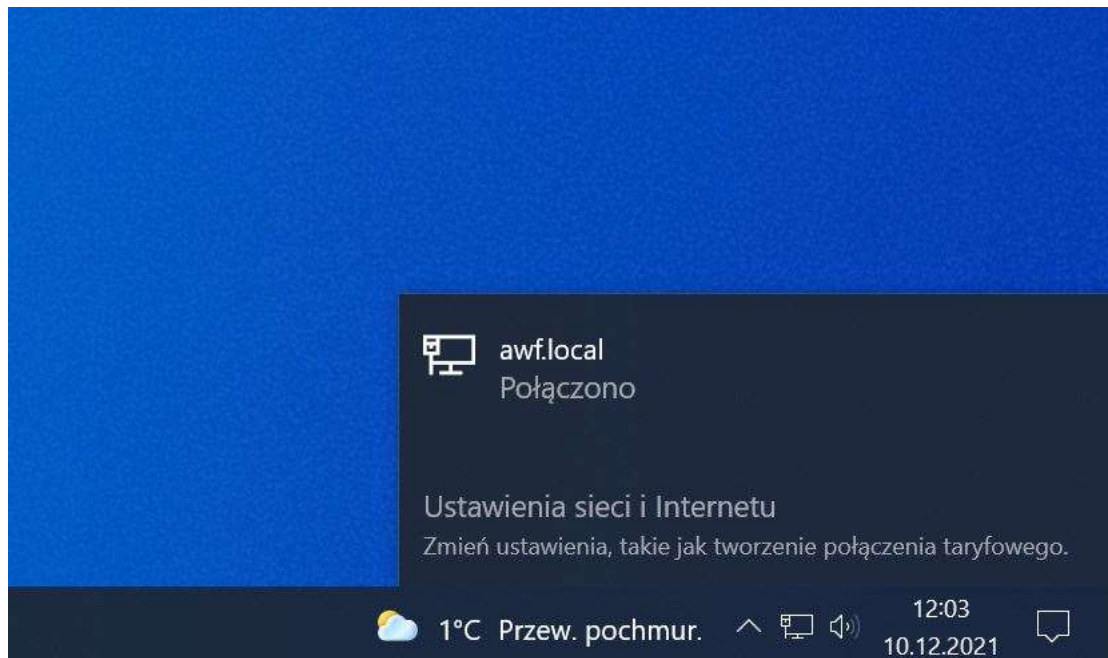 awf.local
Połączono
Ustawienia sieci i Internetu
Zmień ustawienia, takie jak tworzenie połączenia taryfowego.
1°C Przew. pochmur.
12:03
10.12.2021